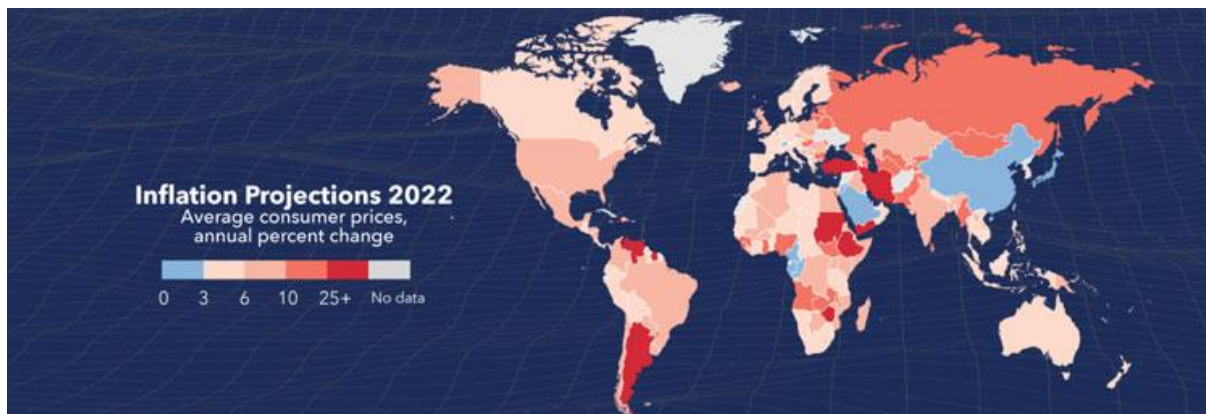 Inflation Projections 2022
Average consumer prices,
annual percent change
0 3 6 10 25+ No data